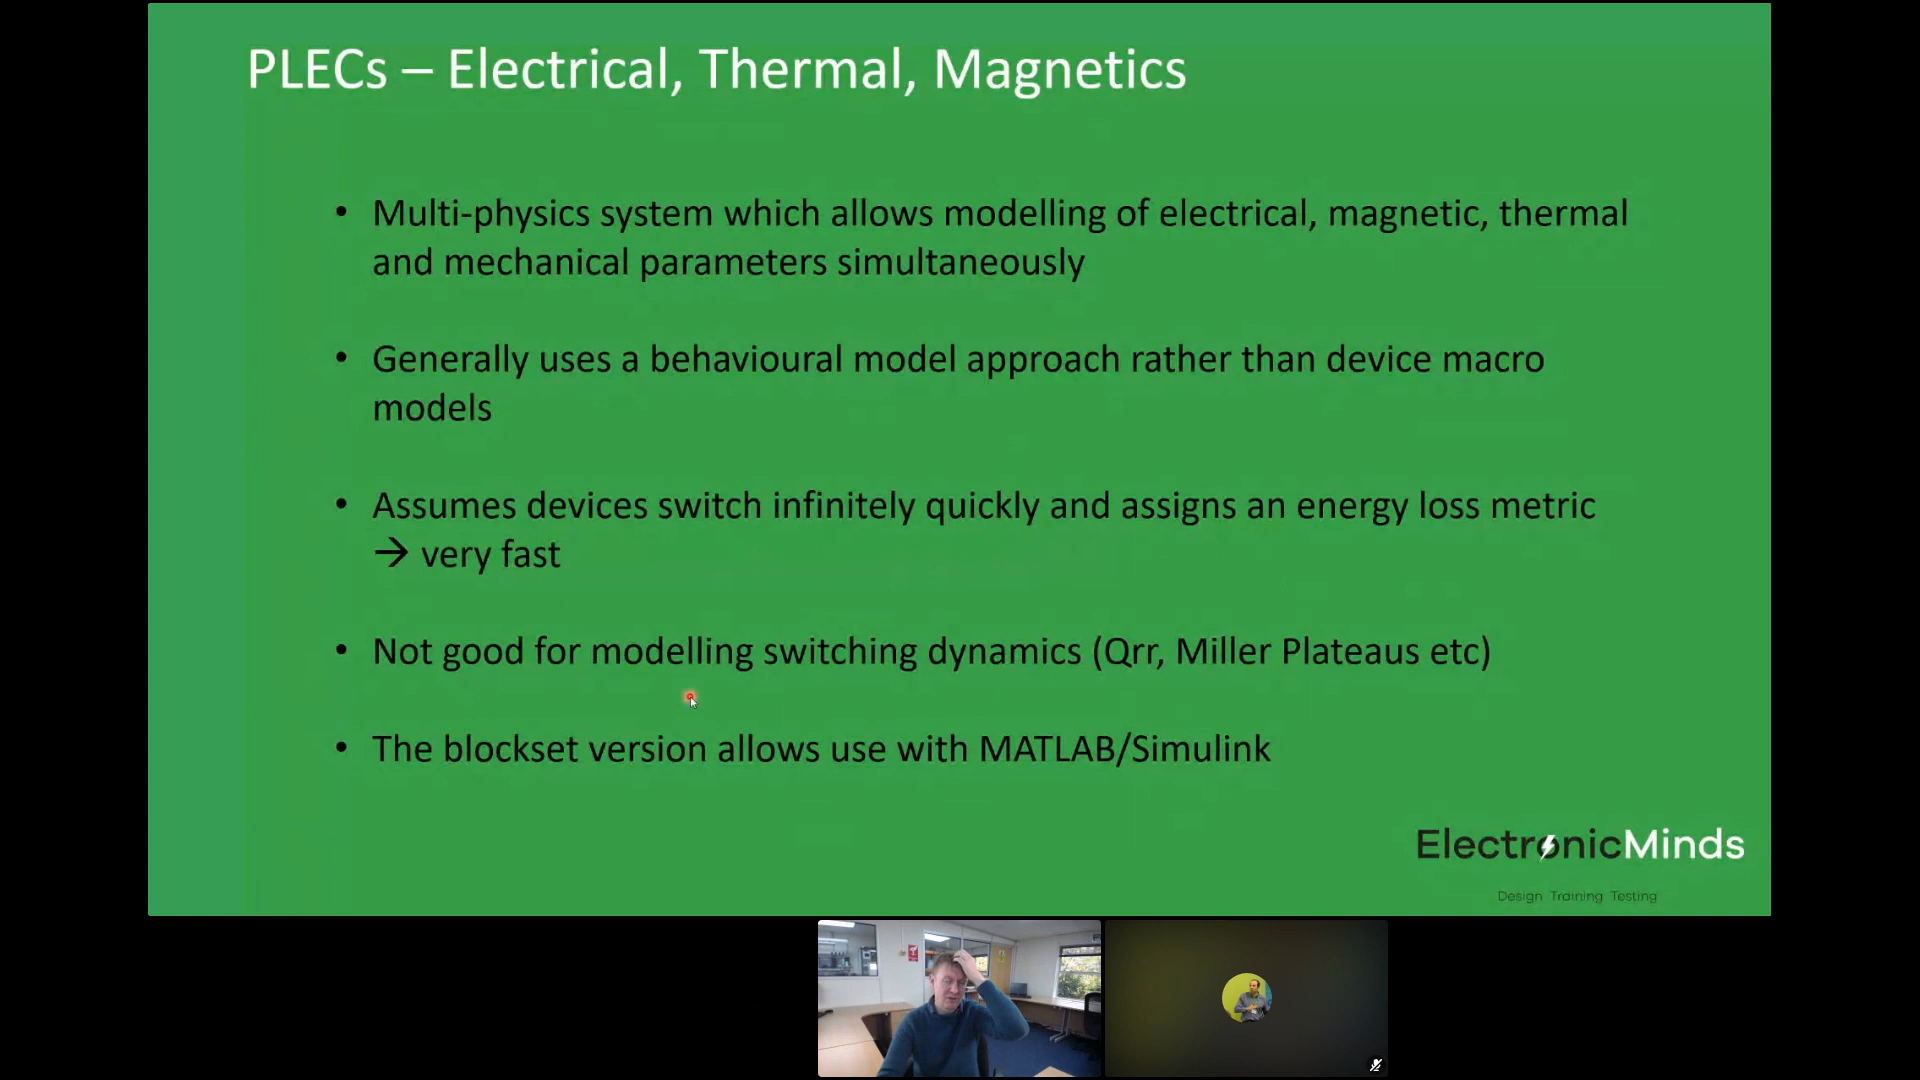 PLECs – Electrical, Thermal, Magnetics
• Multi-physics system which allows modelling of electrical, magnetic, thermal
and mechanical parameters simultaneously
• Generally uses a behavioural model approach rather than device macro
models
• Assumes devices switch infinitely quickly and assigns an energy loss metric
→ very fast
• Not good for modelling switching dynamics (Qrr, Miller Plateaus etc)
• The blockset version allows use with MATLAB/Simulink
ElectronicMinds
Design Training Testing